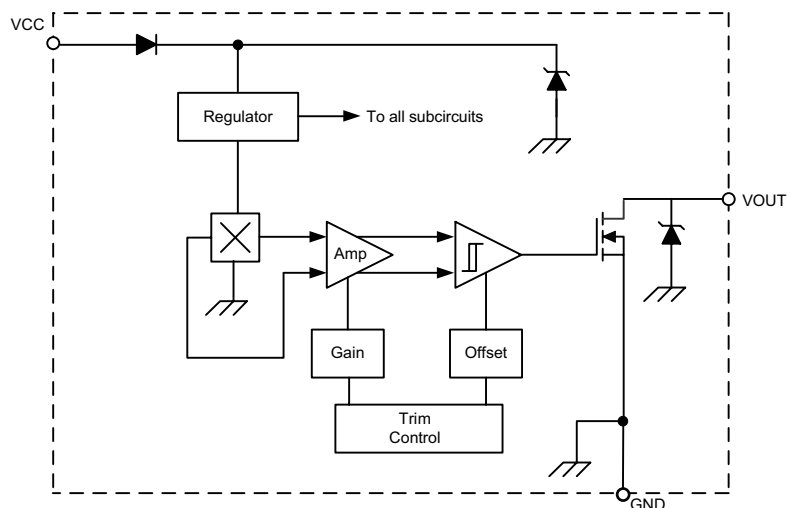 VCC
Regulator
To all subcircuits
VOUT
Amp
Gain
Offset
Trim
Control
GND